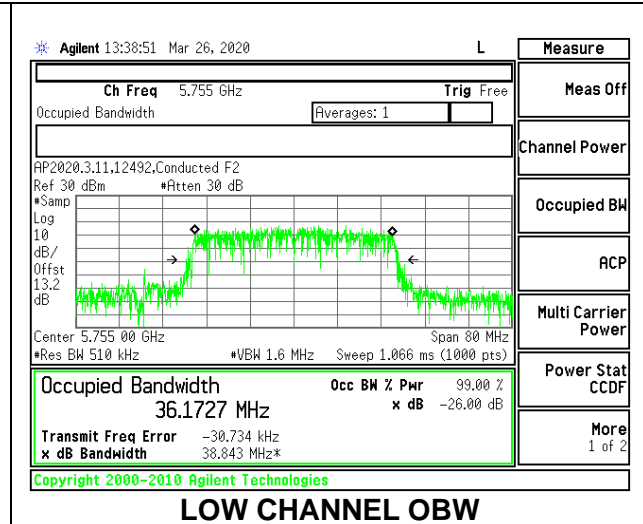 Agilent 13:38:51 Mar 26, 2020 L
Measure
Ch Freq 5.755 GHz Trig Free
Occupied Bandwidth Averages: 1
AP2020.3.11,12492,Conducted F2
Ref 30 dBm #Atten 30 dB
#Samp
Log
10
dB/
Offst
13.2
dB
Center 5.755 00 GHz Span 80 MHz
#Res BW 510 kHz #VBW 1.6 MHz Sweep 1.066 ms (1000 pts)
Occupied Bandwidth Occ BW % Pwr 99.00 %
36.1727 MHz x dB -26.00 dB
Transmit Freq Error -30.734 kHz
x dB Bandwidth 38.843 MHz*
Copyright 2000-2010 Agilent Technologies
Meas Off
Channel Power
Occupied BW
ACP
Multi Carrier
Power
Power Stat
CCDF
More
1 of 2
LOW CHANNEL OBW